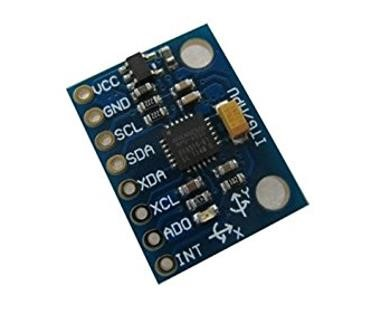 VCC
GND
SCL
SDA
XDA
XCL
ADO
INT
ITG/MPU
Y
X